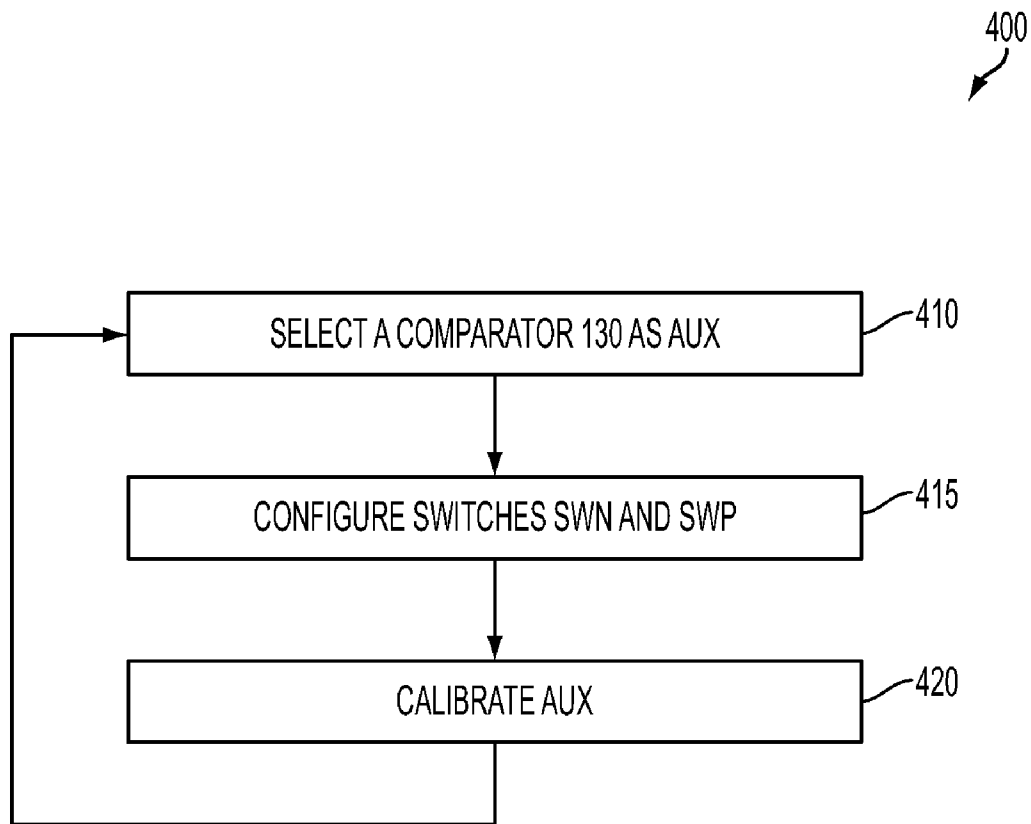 400
SELECT A COMPARATOR 130 AS AUX
410
CONFIGURE SWITCHES SWN AND SWP
415
CALIBRATE AUX
420